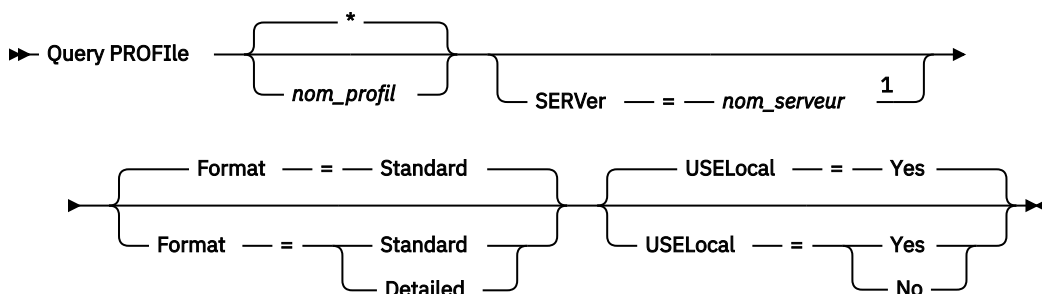 *
Query PROFIle
nom_profil
SERVer = nom_serveur 1
Format = Standard
USELocal = Yes
Format = Standard
Detailed
USELocal = Yes
No